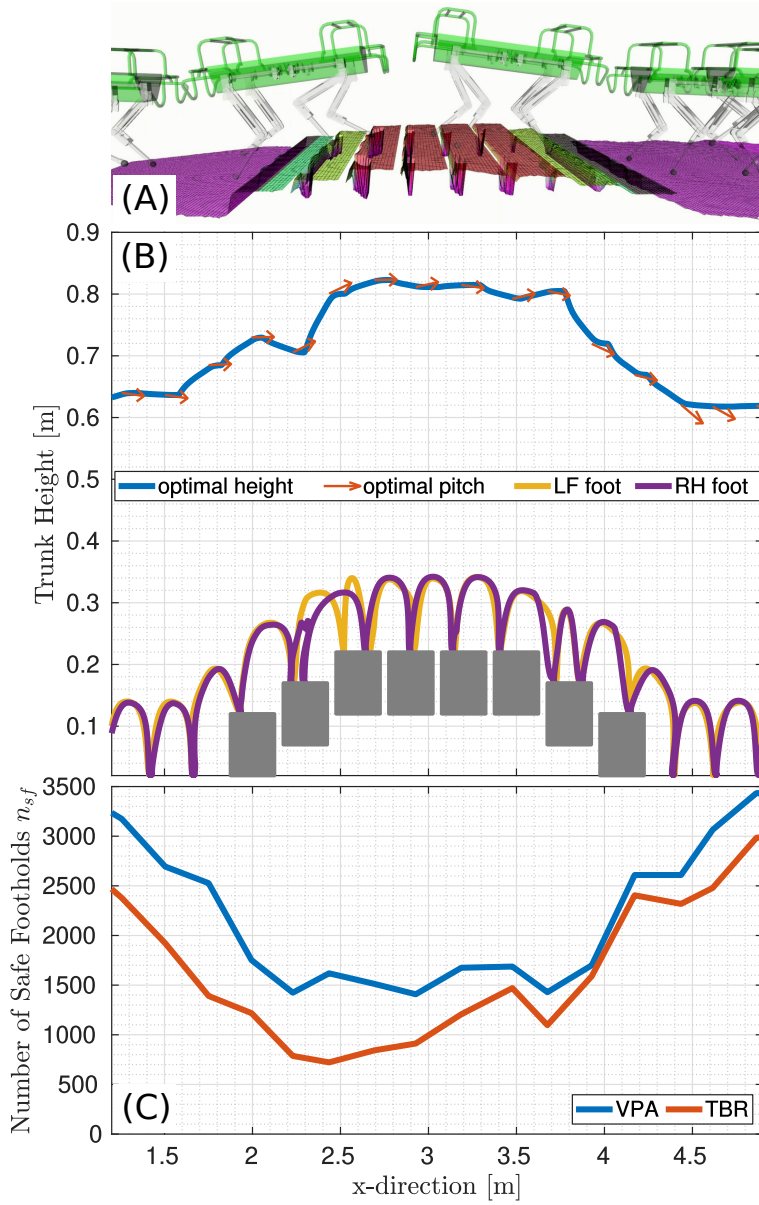 (A)
(B)
0.9
0.8
0.7
0.6
0.5
0.4
0.3
0.2
0.1
Trunk Height [m]
optimal height
optimal pitch
LF foot
RH foot
3500
3000
2500
2000
1500
1000
500
0
Number of Safe Footholds n_{sf}
(C)
VPA
TBR
1.5
2
2.5
3
3.5
4
4.5
x-direction [m]